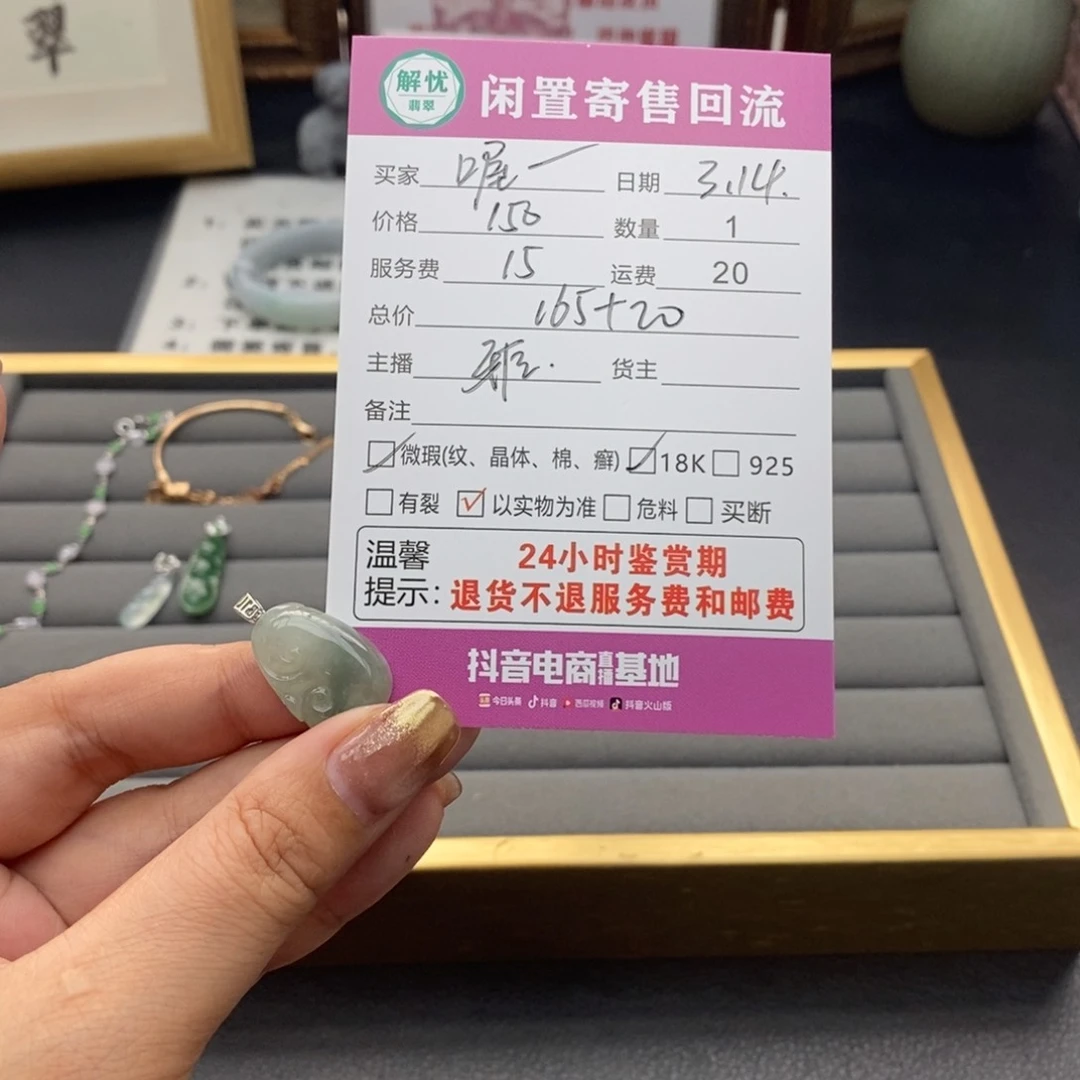 翠
解忧
翡翠
闲置寄售回流
买家 喔一 日期 3.14.
价格 150 数量 1
服务费 15 运费 20
总价 165+20
主播 货主
备注
微瑕(纹、晶体、棉、癣) 18K 925
有裂 ✓ 以实物为准 危料 买断
温馨提示: 24小时鉴赏期
退货不退服务费和邮费
抖音电商直播基地
今日头条 抖音 西瓜视频 抖音火山版